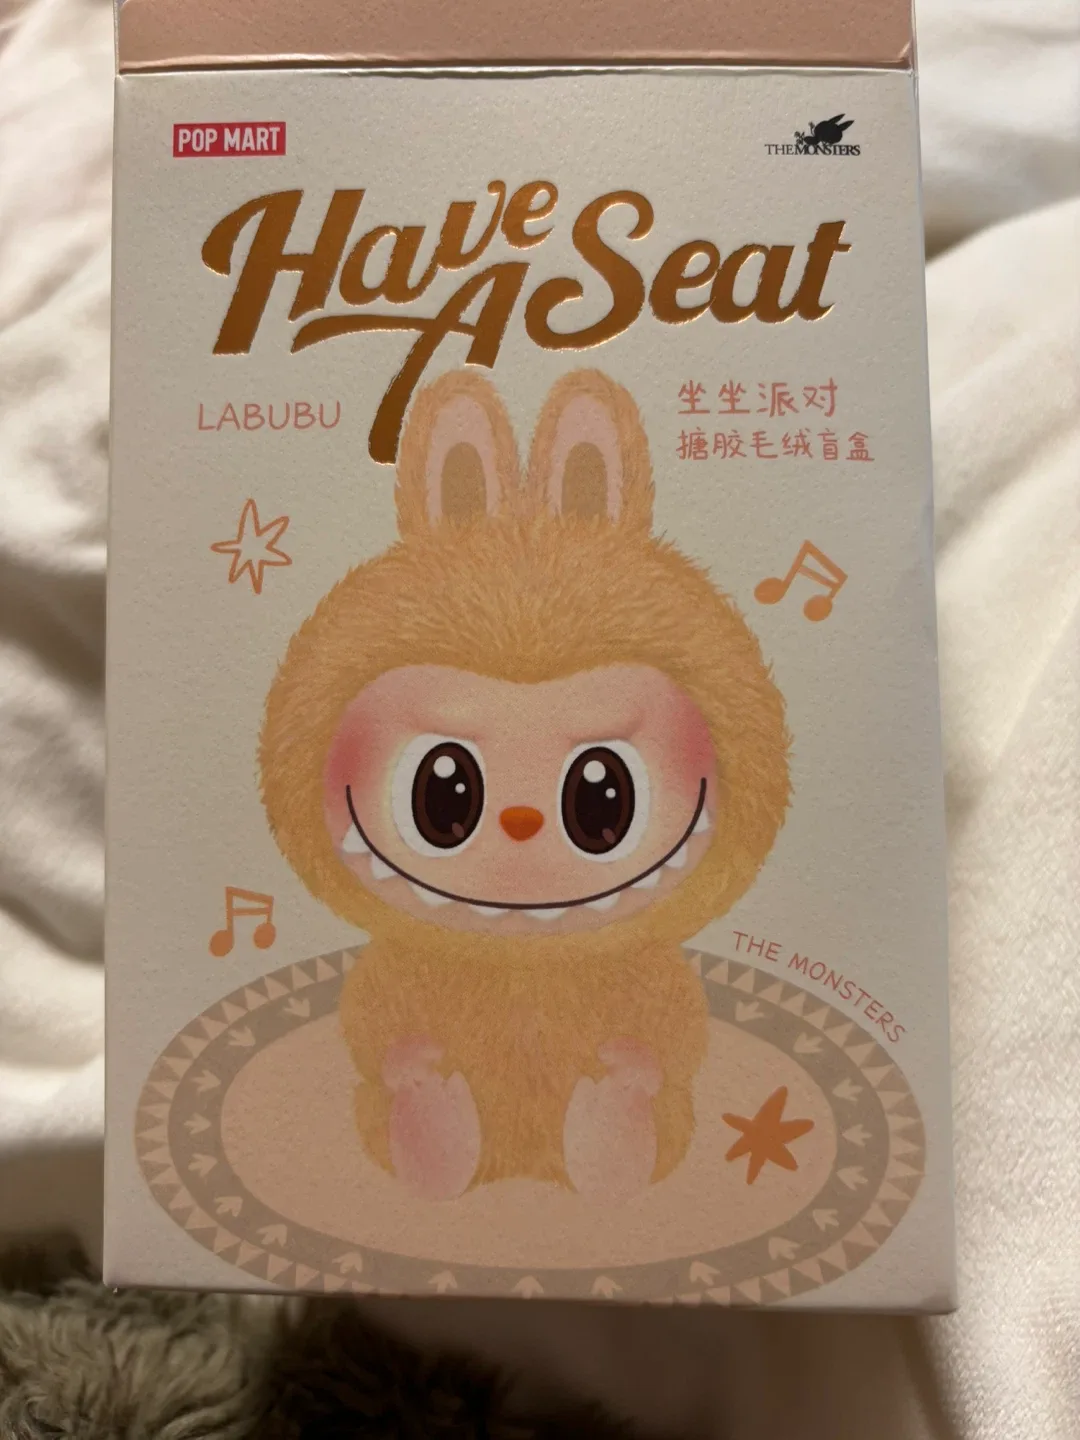 POP MART
THE MONSTERS
Have A Seat
LABUBU
坐坐派对
搪胶毛绒盲盒
THE MONSTERS